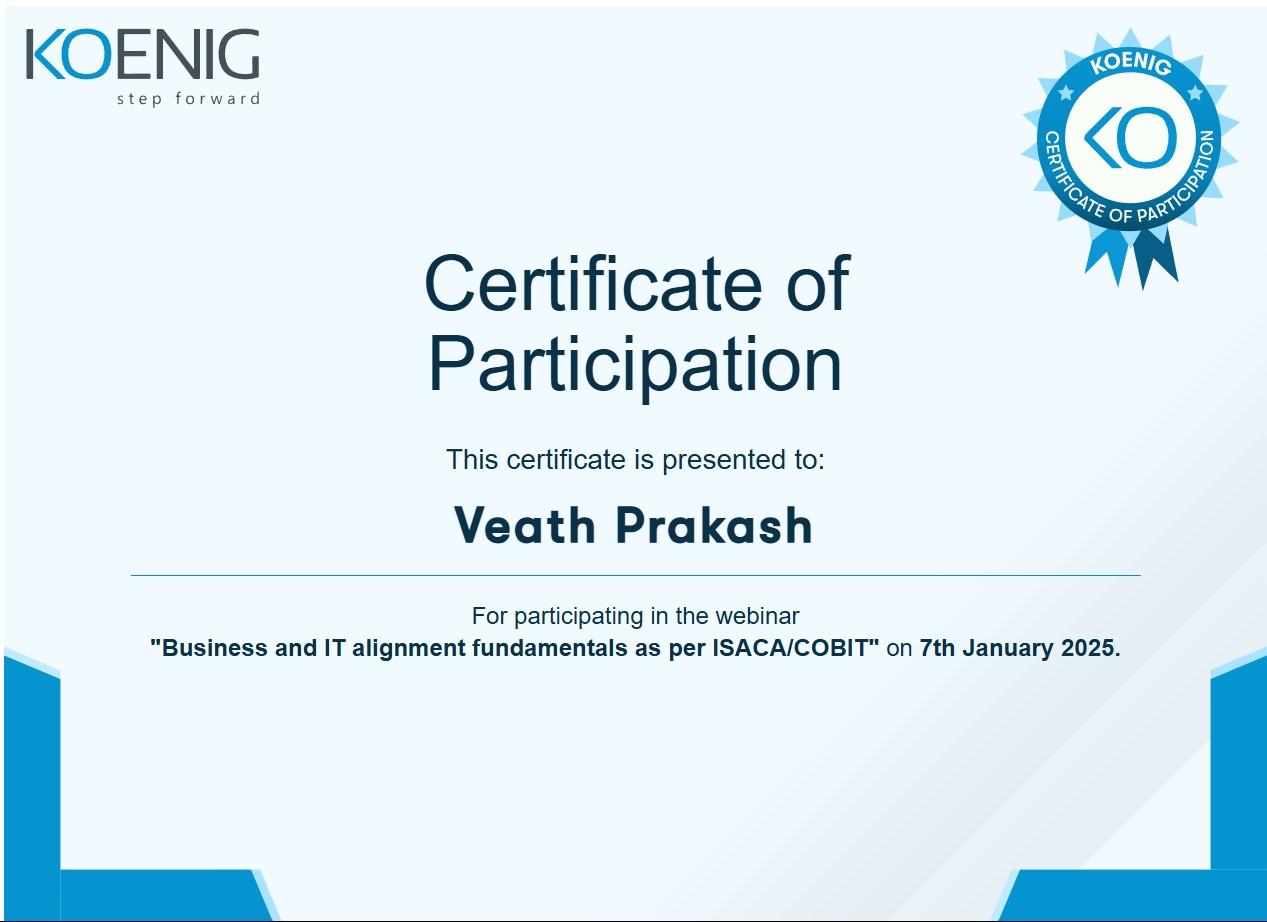 KOENIG
step forward
KOENIG
KO
CERTIFICATE OF PARTICIPATION
Certificate of
Participation
This certificate is presented to:
Veath Prakash
For participating in the webinar
"Business and IT alignment fundamentals as per ISACA/COBIT" on 7th January 2025.